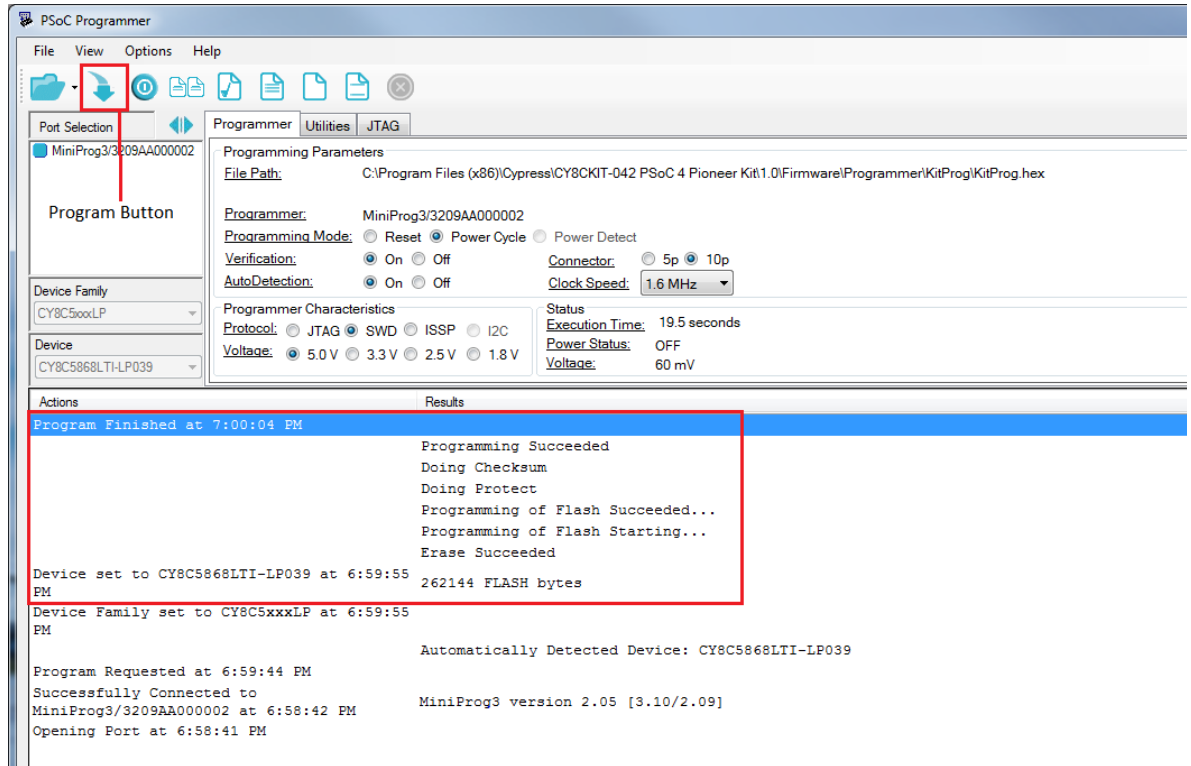 PSoC Programmer
File View Options Help
Port Selection
Programmer Utilities JTAG
MiniProg3/3209AA000002
Program Button
Programming Parameters
File Path: C:\Program Files (x86)\Cypress\CY8CKIT-042 PSoC 4 Pioneer Kit\1.0\Firmware\Programmer\KitProg\KitProg.hex
Programmer: MiniProg3/3209AA000002
Programming Mode: Reset Power Cycle Power Detect
Verification: On Off Connector: 5p 10p
AutoDetection: On Off Clock Speed: 1.6 MHz
Device Family
CY8C5xxxLP
Device
CY8C5868LTI-LP039
Programmer Characteristics
Protocol: JTAG SWD ISSP I2C
Voltage: 5.0 V 3.3 V 2.5 V 1.8 V
Status
Execution Time: 19.5 seconds
Power Status: OFF
Voltage: 60 mV
Actions Results
Program Finished at 7:00:04 PM
Programming Succeeded
Doing Checksum
Doing Protect
Programming of Flash Succeeded...
Programming of Flash Starting...
Erase Succeeded
Device set to CY8C5868LTI-LP039 at 6:59:55
PM
262144 FLASH bytes
Device Family set to CY8C5xxxLP at 6:59:55
PM
Automatically Detected Device: CY8C5868LTI-LP039
Program Requested at 6:59:44 PM
Successfully Connected to
MiniProg3/3209AA000002 at 6:58:42 PM
MiniProg3 version 2.05 [3.10/2.09]
Opening Port at 6:58:41 PM